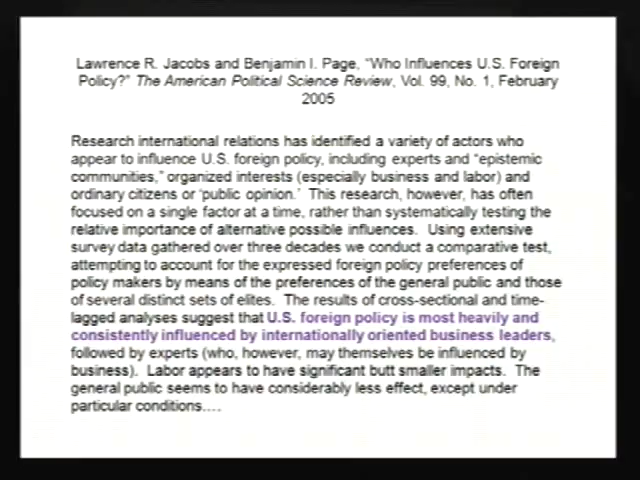 Lawrence R. Jacobs and Benjamin I. Page, “Who Influences U.S. Foreign
Policy?” The American Political Science Review, Vol. 99, No. 1, February
2005
Research international relations has identified a variety of actors who
appear to influence U.S. foreign policy, including experts and “epistemic
communities,” organized interests (especially business and labor) and
ordinary citizens or ‘public opinion.’ This research, however, has often
focused on a single factor at a time, rather than systematically testing the
relative importance of alternative possible influences. Using extensive
survey data gathered over three decades we conduct a comparative test,
attempting to account for the expressed foreign policy preferences of
policy makers by means of the preferences of the general public and those
of several distinct sets of elites. The results of cross-sectional and time-
lagged analyses suggest that U.S. foreign policy is most heavily and
consistently influenced by internationally oriented business leaders,
followed by experts (who, however, may themselves be influenced by
business). Labor appears to have significant butt smaller impacts. The
general public seems to have considerably less effect, except under
particular conditions....